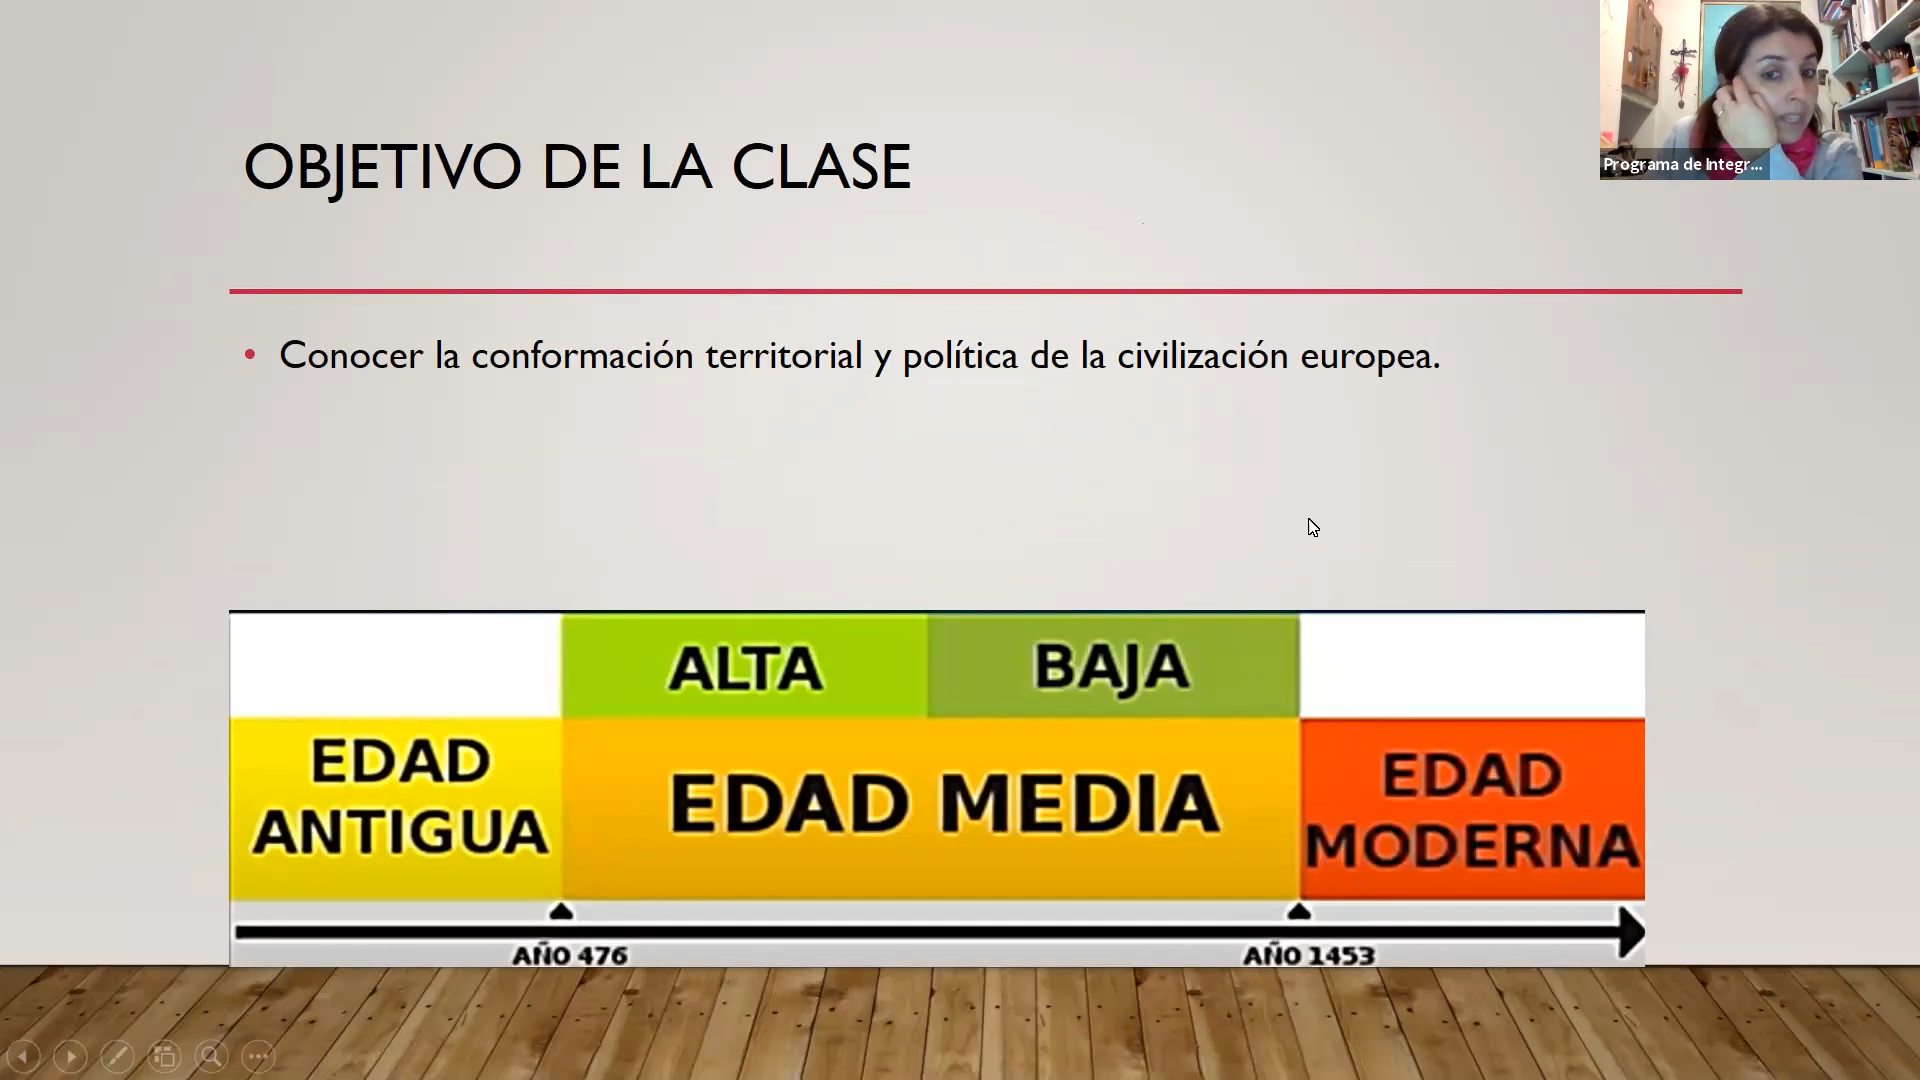 OBJETIVO DE LA CLASE
Programa de Integr...
• Conocer la conformación territorial y política de la civilización europea.
ALTA
BAJA
EDAD
ANTIGUA
EDAD MEDIA
EDAD
MODERNA
AÑO 476
AÑO 1453